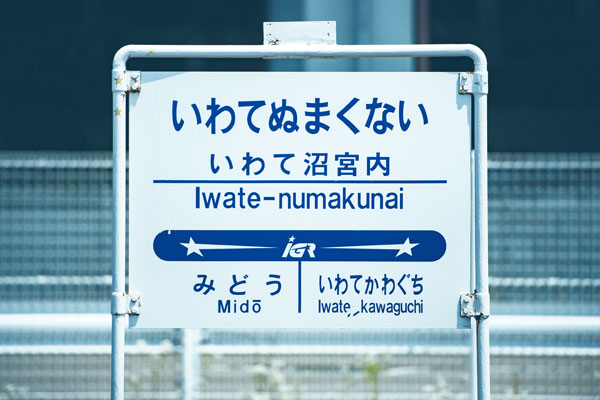 いわてぬまくない
いわて沼宮内
Iwate-numakunai
IGR
みどう
いわてかわぐち
Midō
Iwate-kawaguchi